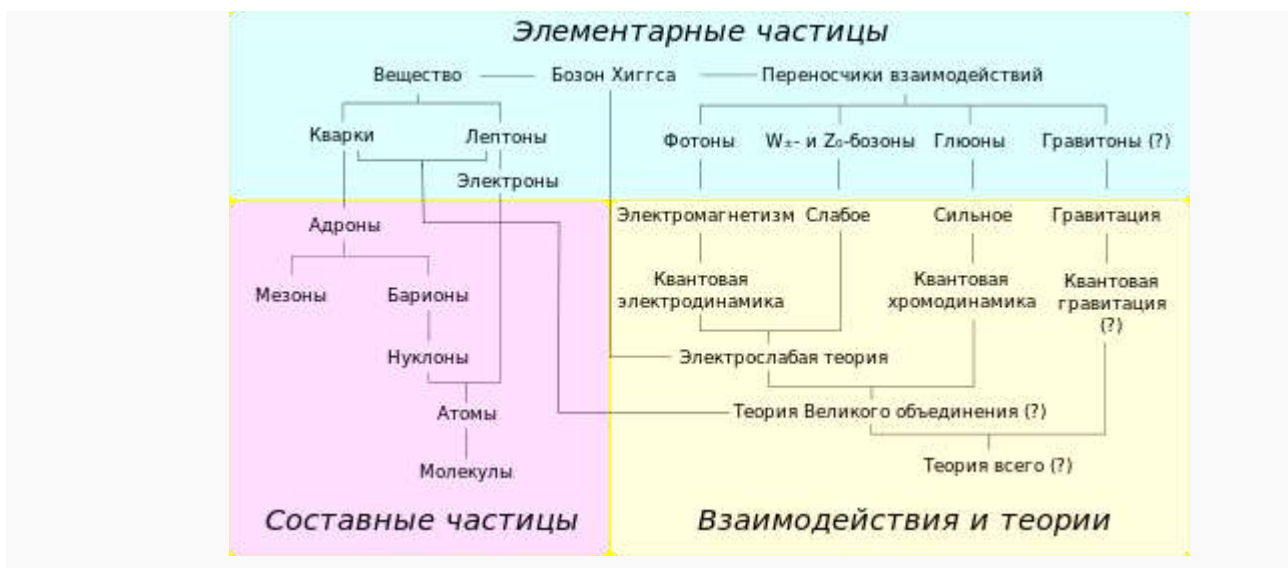 Элементарные частицы
Вещество Бозон Хиггса Переносчики взаимодействий
Кварки Лептоны Фотоны W±- и Z0-бозоны Глюоны Гравитоны (?)
Электроны
Адроны Электромагнетизм Слабое Сильное Гравитация
Мезоны Барионы Квантовая электродинамика Квантовая хромодинамика Квантовая гравитация (?)
Нуклоны Электрослабая теория
Атомы Теория Великого объединения (?)
Молекулы Теория всего (?)
Составные частицы Взаимодействия и теории